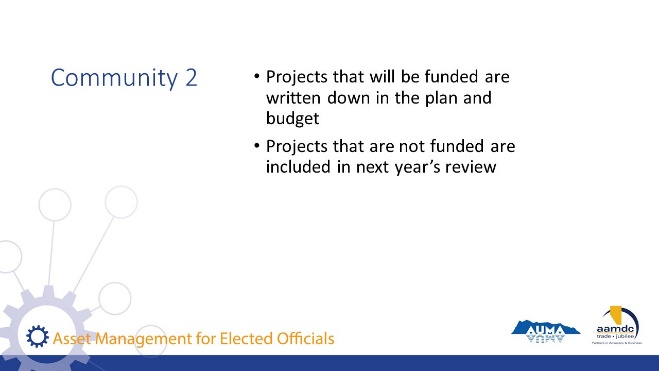 Community 2
• Projects that will be funded are
written down in the plan and
budget
• Projects that are not funded are
included in next year's review
Asset Management for Elected Officials
AUMA
aamdc
trade • jubilee